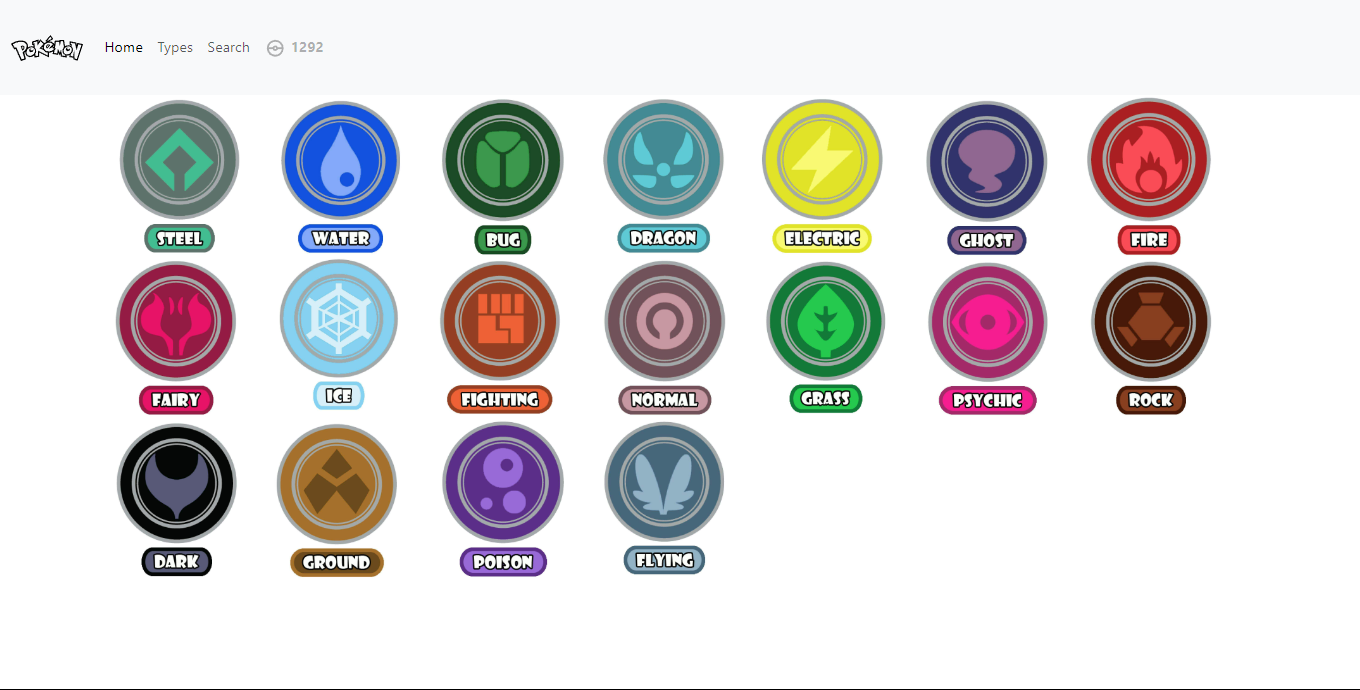 POKéMON Home Types Search 1292
STEEL WATER BUG DRAGON ELECTRIC GHOST FIRE
FAIRY ICE FIGHTING NORMAL GRASS PSYCHIC ROCK
DARK GROUND POISON FLYING